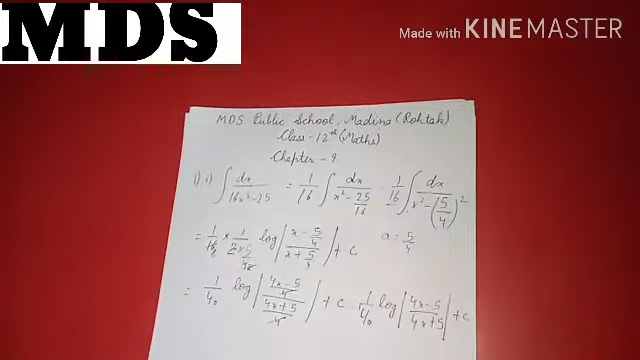 MDS
Made with KINEMASTER
MDS Public School, Madina (Rohtak)
Class - 12th (Maths)
Chapter - 9
1) i) ∫ dx/(16x²-25) = 1/16 ∫ dx/(x² - 25/16) = 1/16 ∫ dx/(x² - (5/4)²)
= 1/16 × 1/(2×5/4) log |(x - 5/4)/(x + 5/4)| + c a = 5/4
= 1/40 log |((4x-5)/4)/((4x+5)/4)| + c = 1/40 log |(4x-5)/(4x+5)| + c